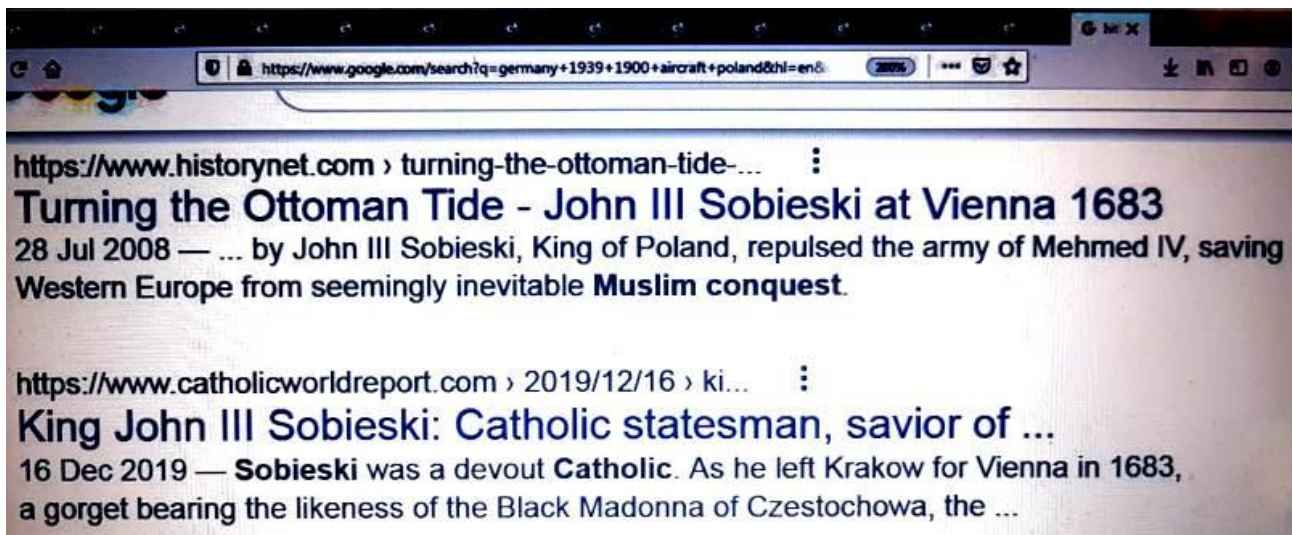 https://www.google.com/search?q=germany+1939+1900+aircraft+poland&hl=en&
200%
https://www.historynet.com › turning-the-ottoman-tide-...
Turning the Ottoman Tide - John III Sobieski at Vienna 1683
28 Jul 2008 — ... by John III Sobieski, King of Poland, repulsed the army of Mehmed IV, saving
Western Europe from seemingly inevitable Muslim conquest.
https://www.catholicworldreport.com › 2019/12/16 › ki...
King John III Sobieski: Catholic statesman, savior of ...
16 Dec 2019 — Sobieski was a devout Catholic. As he left Krakow for Vienna in 1683,
a gorget bearing the likeness of the Black Madonna of Czestochowa, the ...